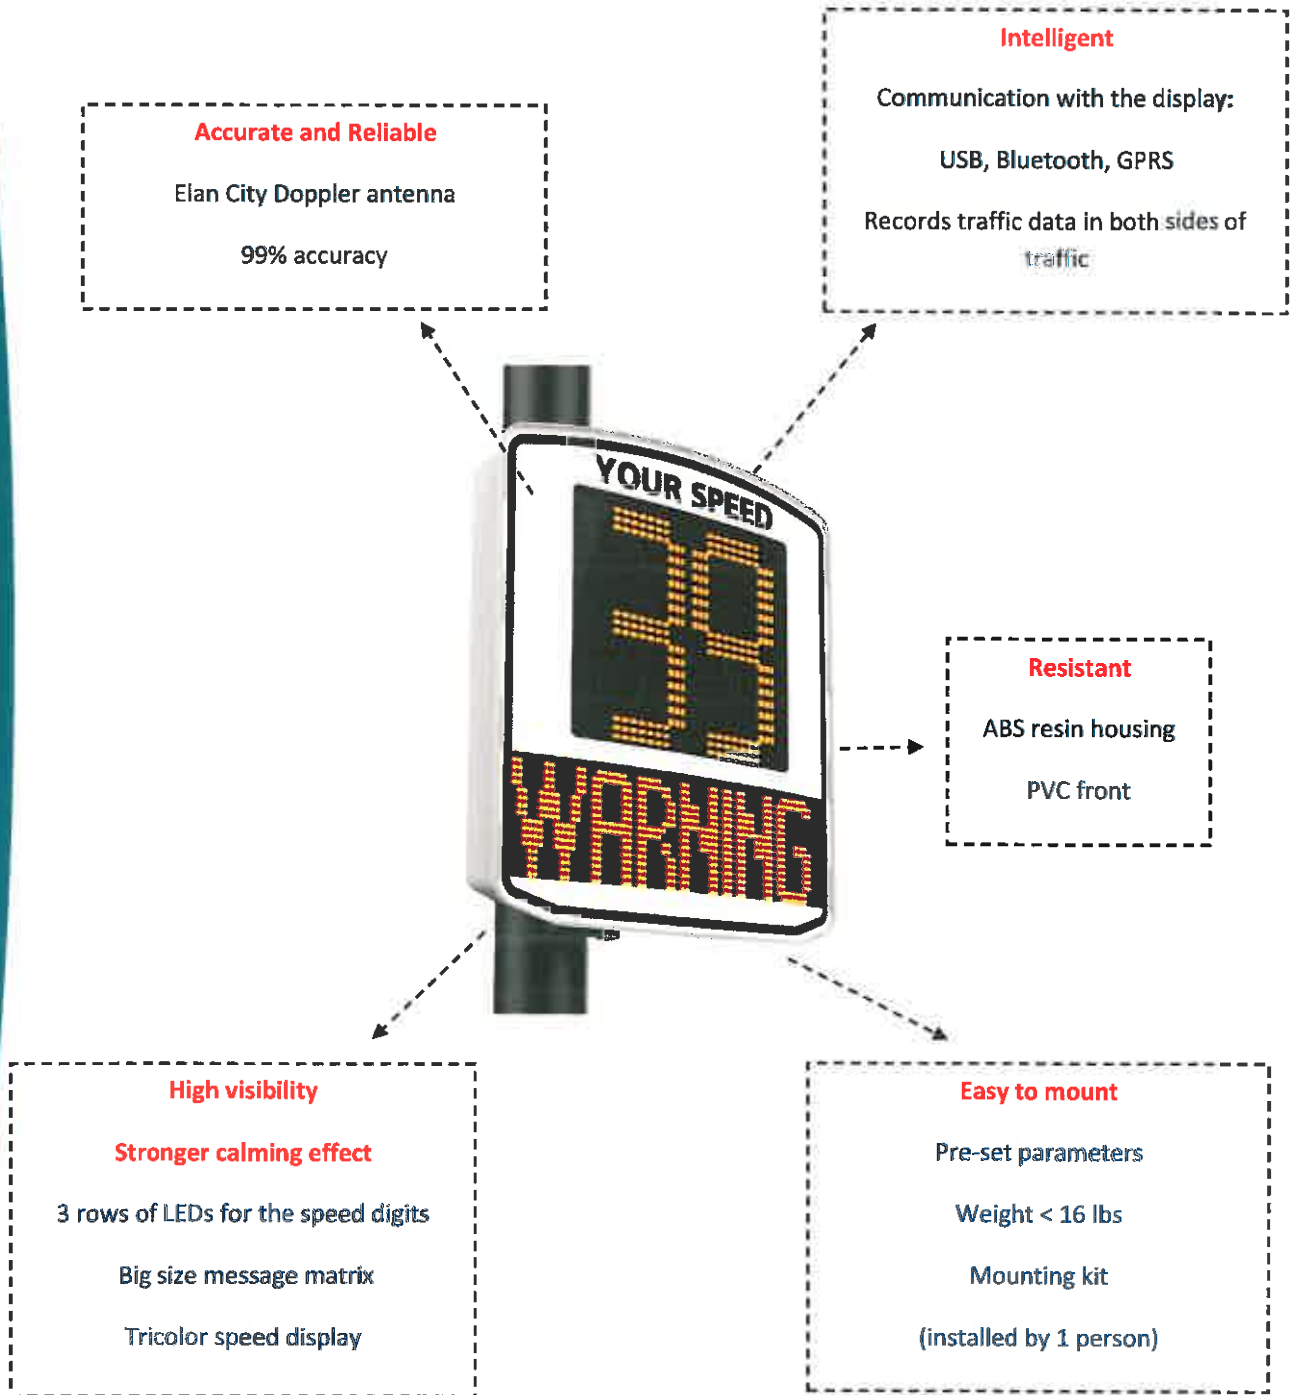 Intelligent
Communication with the display:
USB, Bluetooth, GPRS
Records traffic data in both sides of
traffic
Accurate and Reliable
Elan City Doppler antenna
99% accuracy
YOUR SPEED
39
WARNING
Resistant
ABS resin housing
PVC front
High visibility
Stronger calming effect
3 rows of LEDs for the speed digits
Big size message matrix
Tricolor speed display
Easy to mount
Pre-set parameters
Weight < 16 lbs
Mounting kit
(installed by 1 person)